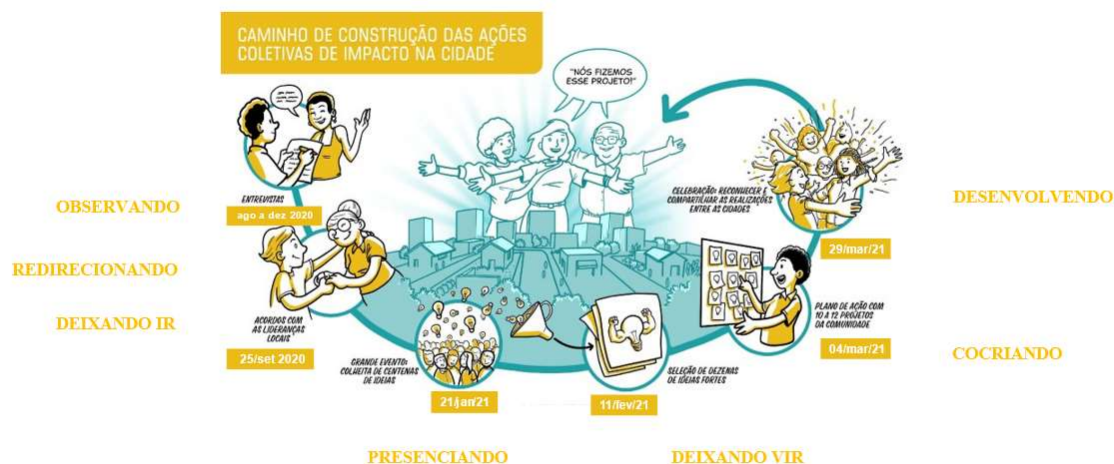 CAMINHO DE CONSTRUÇÃO DAS AÇÕES
COLETIVAS DE IMPACTO NA CIDADE
"NÓS FIZEMOS
ESSE PROJETO!"
ENTREVISTAS
ago a dez 2020
OBSERVANDO
REDIRECIONANDO
DEIXANDO IR
ACORDOS COM
AS LIDERANÇAS
LOCAIS
25/set 2020
GRANDE EVENTO:
COLHEITA DE CENTENAS
DE IDEIAS
21/jan/21
PRESENCIANDO
SELEÇÃO DE DEZENAS
DE IDEIAS FORTES
11/fev/21
DEIXANDO VIR
PLANO DE AÇÃO COM
10 A 12 PROJETOS
DA COMUNIDADE
04/mar/21
COCRIANDO
CELEBRAÇÃO: RECONHECER E
COMPARTILHAR AS REALIZAÇÕES
ENTRE AS CIDADES
29/mar/21
DESENVOLVENDO